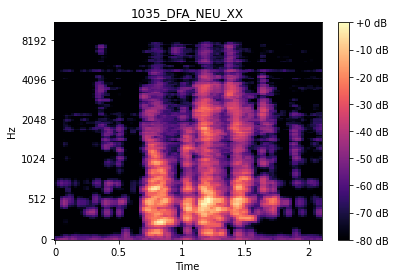 1035_DFA_NEU_XX
+0 dB
8192
-10 dB
4096
-20 dB
-30 dB
2048
-40 dB
Hz
1024
-50 dB
512
-60 dB
-70 dB
0
-80 dB
0
0.5
1
1.5
2
Time